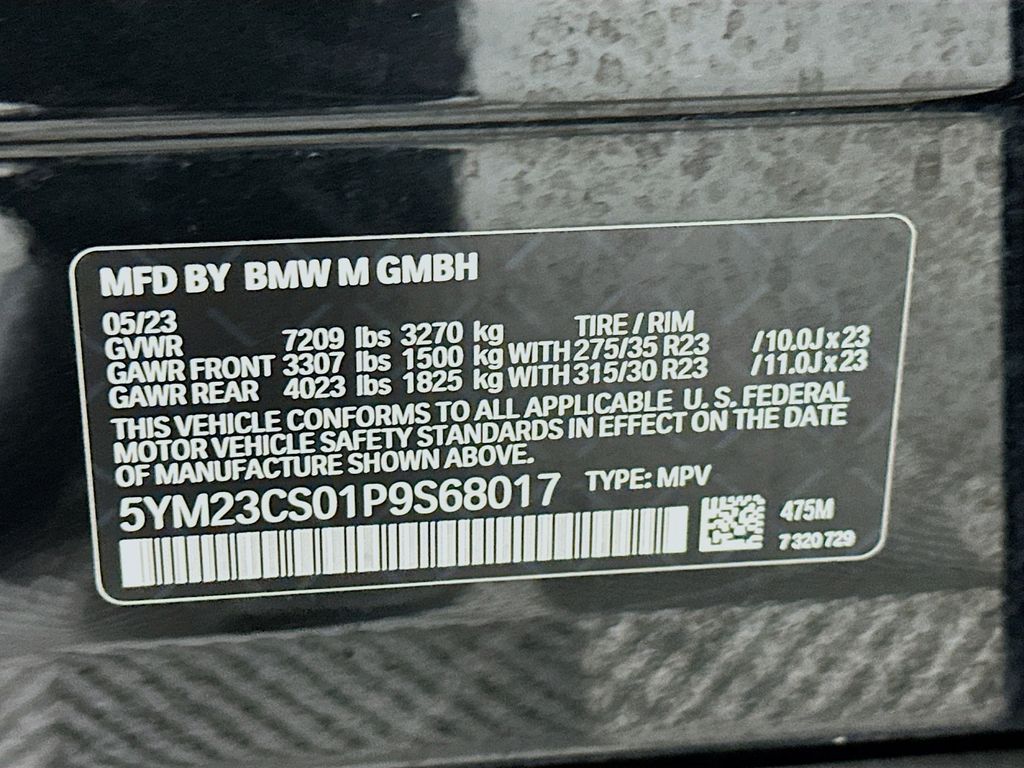 MFD BY BMW M GMBH
05/23 TIRE / RIM
GVWR 7209 lbs 3270 kg
GAWR FRONT 3307 lbs 1500 kg WITH 275/35 R23 /10.0J x 23
GAWR REAR 4023 lbs 1825 kg WITH 315/30 R23 /11.0J x 23
THIS VEHICLE CONFORMS TO ALL APPLICABLE U. S. FEDERAL
MOTOR VEHICLE SAFETY STANDARDS IN EFFECT ON THE DATE
OF MANUFACTURE SHOWN ABOVE.
5YM23CS01P9S68017 TYPE: MPV
475M
7320729